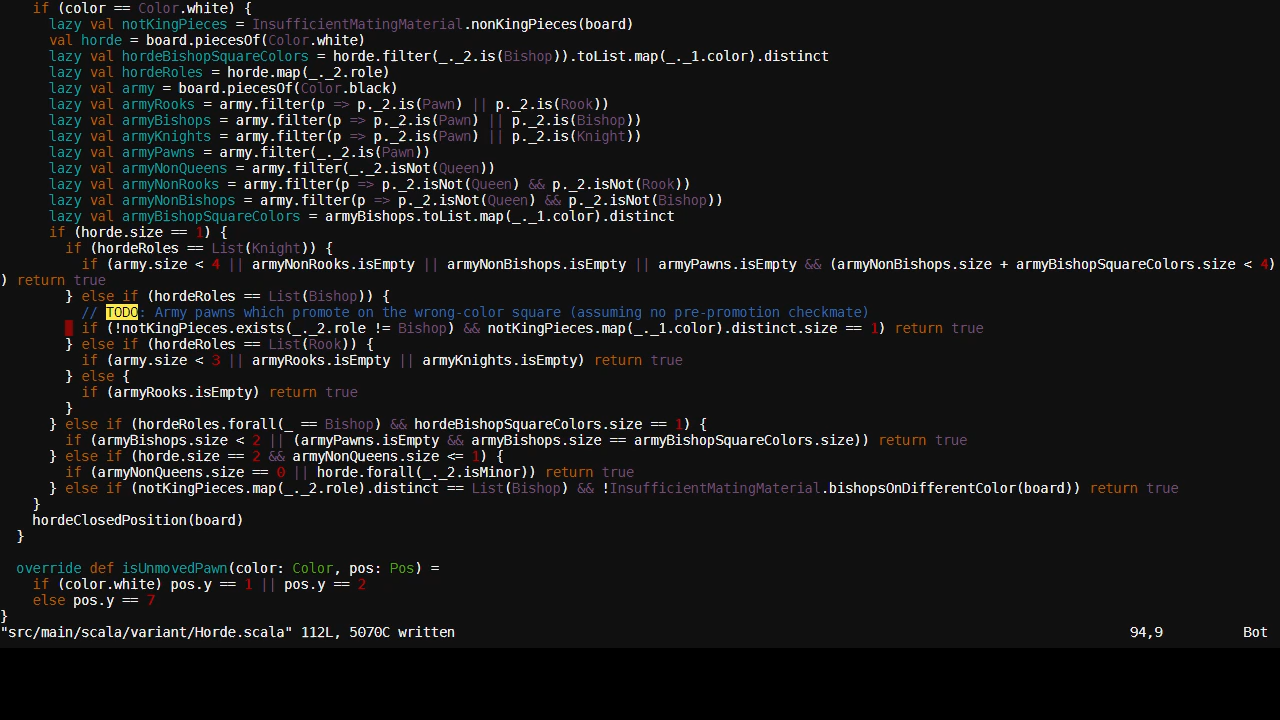 if (color == Color.white) {
lazy val notKingPieces = InsufficientMatingMaterial.nonKingPieces(board)
val horde = board.piecesOf(Color.white)
lazy val hordeBishopSquareColors = horde.filter(_._2.is(Bishop)).toList.map(_._1.color).distinct
lazy val hordeRoles = horde.map(_._2.role)
lazy val army = board.piecesOf(Color.black)
lazy val armyRooks = army.filter(p => p._2.is(Pawn) || p._2.is(Rook))
lazy val armyBishops = army.filter(p => p._2.is(Pawn) || p._2.is(Bishop))
lazy val armyKnights = army.filter(p => p._2.is(Pawn) || p._2.is(Knight))
lazy val armyPawns = army.filter(_._2.is(Pawn))
lazy val armyNonQueens = army.filter(_._2.isNot(Queen))
lazy val armyNonRooks = army.filter(p => p._2.isNot(Queen) && p._2.isNot(Rook))
lazy val armyNonBishops = army.filter(p => p._2.isNot(Queen) && p._2.isNot(Bishop))
lazy val armyBishopSquareColors = armyBishops.toList.map(_._1.color).distinct
if (horde.size == 1) {
if (hordeRoles == List(Knight)) {
if (army.size < 4 || armyNonRooks.isEmpty || armyNonBishops.isEmpty || armyPawns.isEmpty && (armyNonBishops.size + armyBishopSquareColors.size < 4)
) return true
} else if (hordeRoles == List(Bishop)) {
// TODO: Army pawns which promote on the wrong-color square (assuming no pre-promotion checkmate)
if (!notKingPieces.exists(_._2.role != Bishop) && notKingPieces.map(_._1.color).distinct.size == 1) return true
} else if (hordeRoles == List(Rook)) {
if (army.size < 3 || armyRooks.isEmpty || armyKnights.isEmpty) return true
} else {
if (armyRooks.isEmpty) return true
}
} else if (hordeRoles.forall(_ == Bishop) && hordeBishopSquareColors.size == 1) {
if (armyBishops.size < 2 || (armyPawns.isEmpty && armyBishops.size == armyBishopSquareColors.size)) return true
} else if (horde.size == 2 && armyNonQueens.size <= 1) {
if (armyNonQueens.size == 0 || horde.forall(_._2.isMinor)) return true
} else if (notKingPieces.map(_._2.role).distinct == List(Bishop) && !InsufficientMatingMaterial.bishopsOnDifferentColor(board)) return true
}
hordeClosedPosition(board)
}
override def isUnmovedPawn(color: Color, pos: Pos) =
if (color.white) pos.y == 1 || pos.y == 2
else pos.y == 7
}
"src/main/scala/variant/Horde.scala" 112L, 5070C written 94,9 Bot